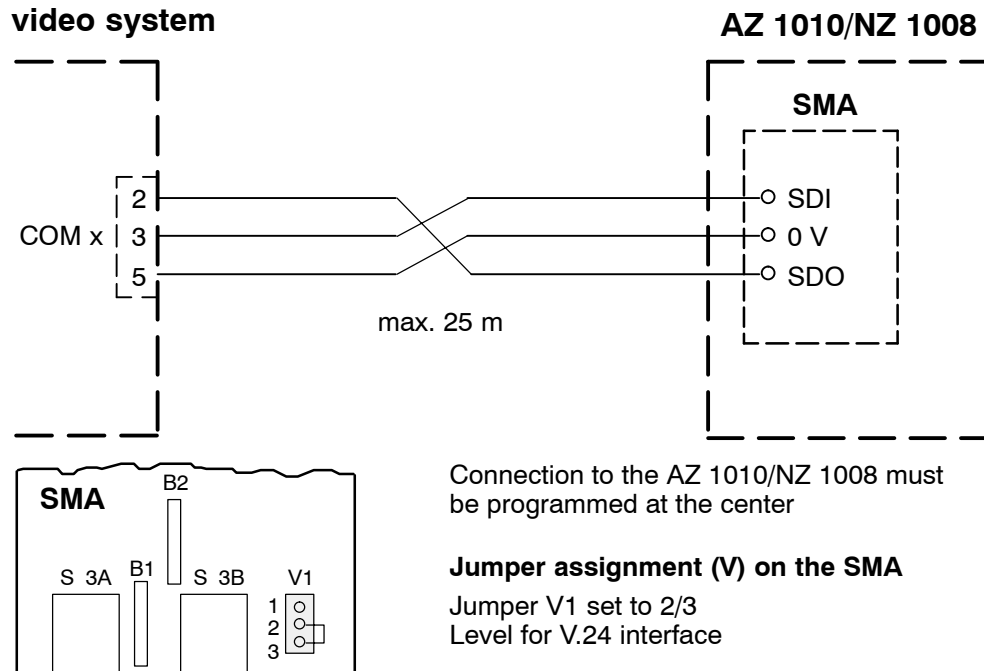 video system
AZ 1010/NZ 1008
SMA
2
SDI
COM x
3
0 V
5
SDO
max. 25 m
Connection to the AZ 1010/NZ 1008 must
be programmed at the center
SMA
B2
B1
S 3A
S 3B
V1
1
2
3
Jumper assignment (V) on the SMA
Jumper V1 set to 2/3
Level for V.24 interface